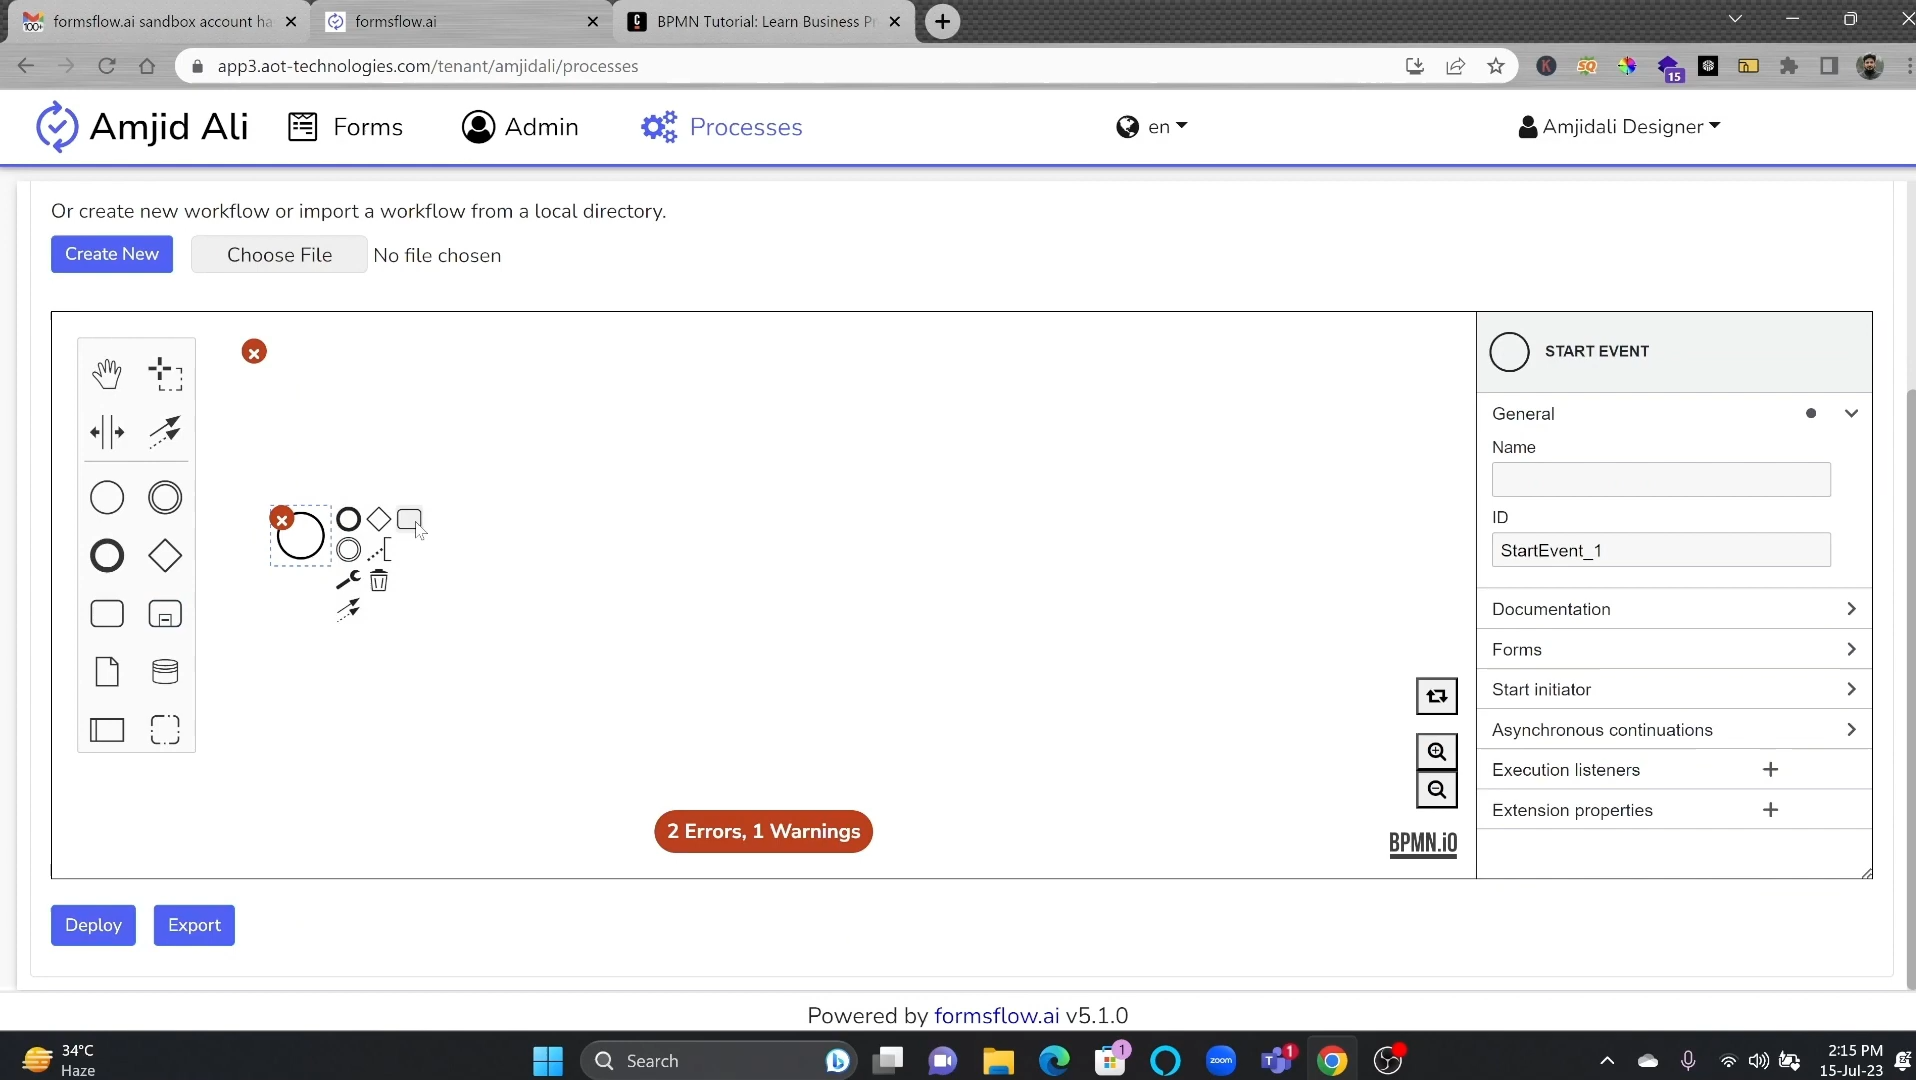 formsflow.ai sandbox account ha
formsflow.ai
BPMN Tutorial: Learn Business Pr
app3.aot-technologies.com/tenant/amjidali/processes
15
Amjid Ali
Forms
Admin
Processes
en
Amjidali Designer
Or create new workflow or import a workflow from a local directory.
Create New
Choose File
No file chosen
START EVENT
General
Name
ID
StartEvent_1
Documentation
Forms
Start initiator
Asynchronous continuations
Execution listeners
Extension properties
2 Errors, 1 Warnings
BPMN.iO
Deploy
Export
Powered by formsflow.ai v5.1.0
34°C
Haze
Search
zoom
1
1
2:15 PM
15-Jul-23